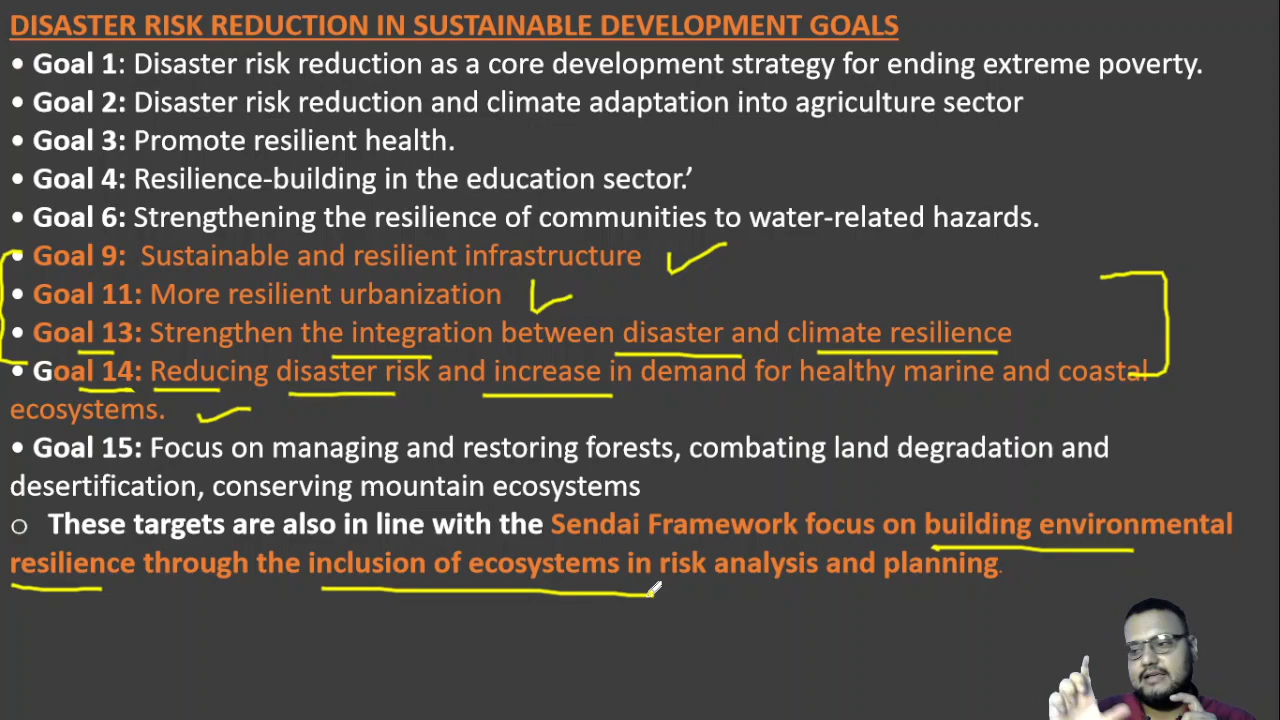 DISASTER RISK REDUCTION IN SUSTAINABLE DEVELOPMENT GOALS
• Goal 1: Disaster risk reduction as a core development strategy for ending extreme poverty.
• Goal 2: Disaster risk reduction and climate adaptation into agriculture sector
• Goal 3: Promote resilient health.
• Goal 4: Resilience-building in the education sector.’
• Goal 6: Strengthening the resilience of communities to water-related hazards.
• Goal 9: Sustainable and resilient infrastructure
• Goal 11: More resilient urbanization
• Goal 13: Strengthen the integration between disaster and climate resilience
• Goal 14: Reducing disaster risk and increase in demand for healthy marine and coastal
ecosystems.
• Goal 15: Focus on managing and restoring forests, combating land degradation and
desertification, conserving mountain ecosystems
o These targets are also in line with the Sendai Framework focus on building environmental
resilience through the inclusion of ecosystems in risk analysis and planning.